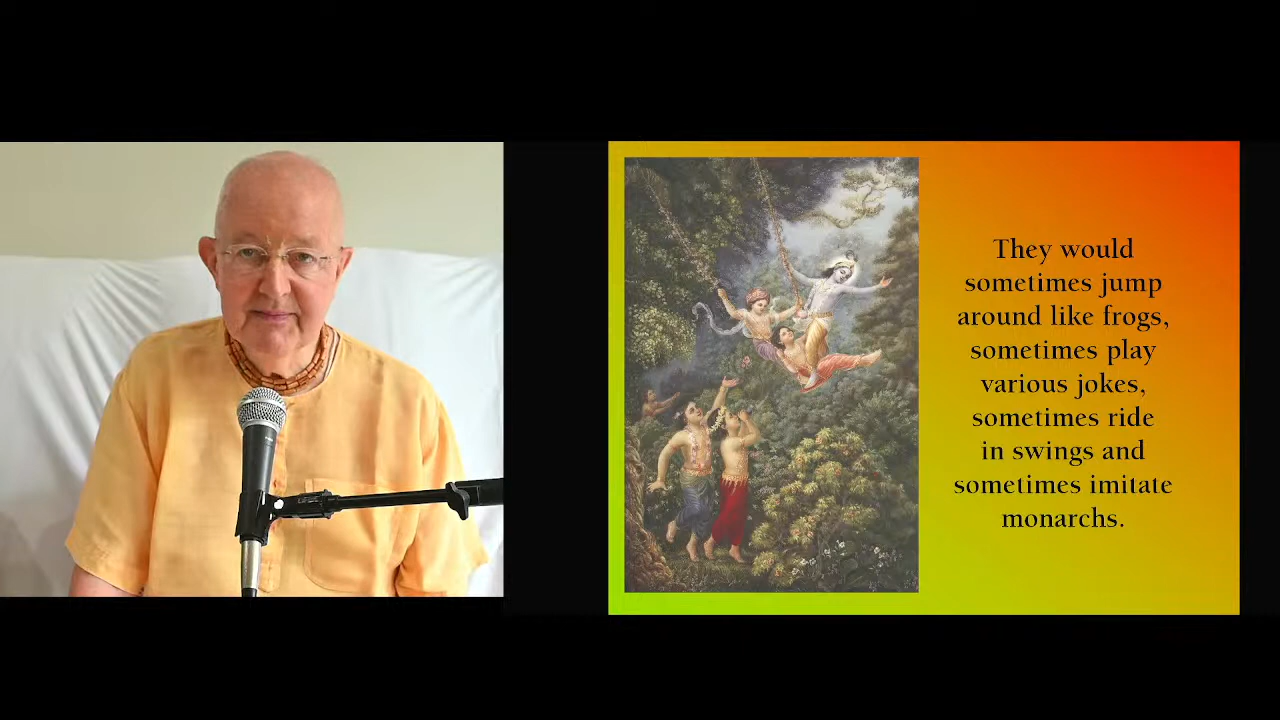 They would
sometimes jump
around like frogs,
sometimes play
various jokes,
sometimes ride
in swings and
sometimes imitate
monarchs.